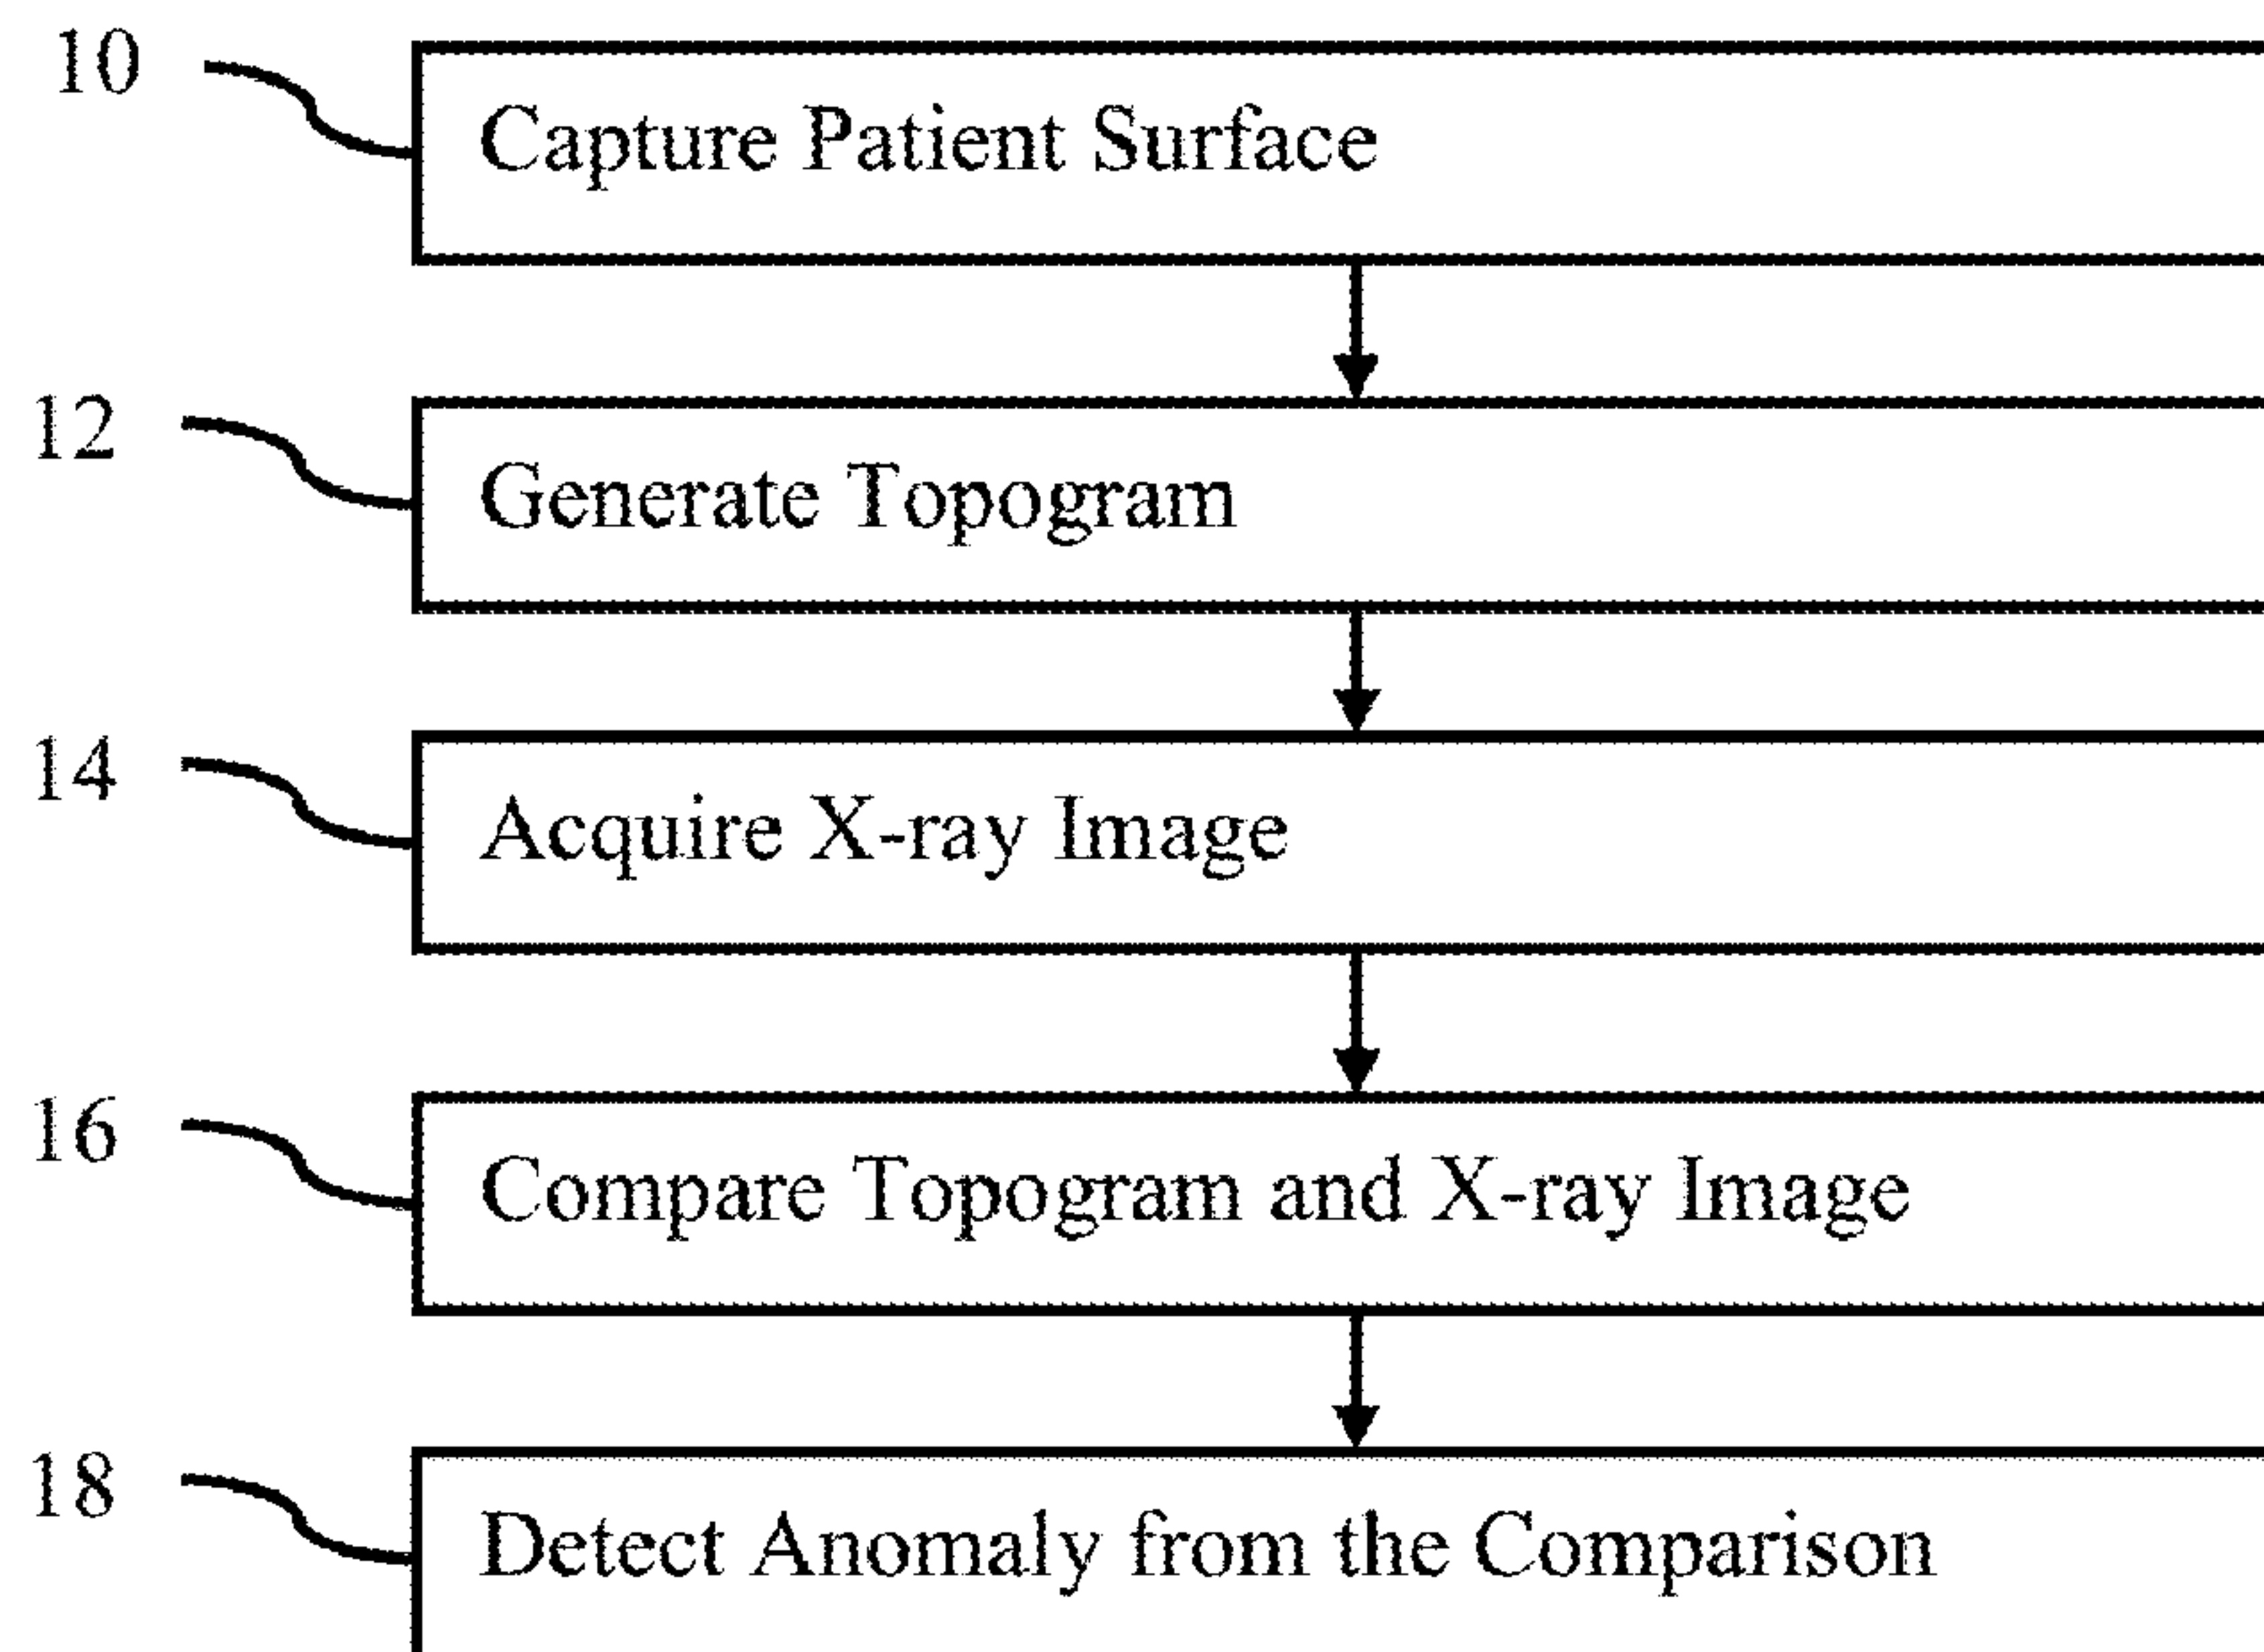 10
Capture Patient Surface
12
Generate Topogram
14
Acquire X-ray Image
16
Compare Topogram and X-ray Image
18
Detect Anomaly from the Comparison